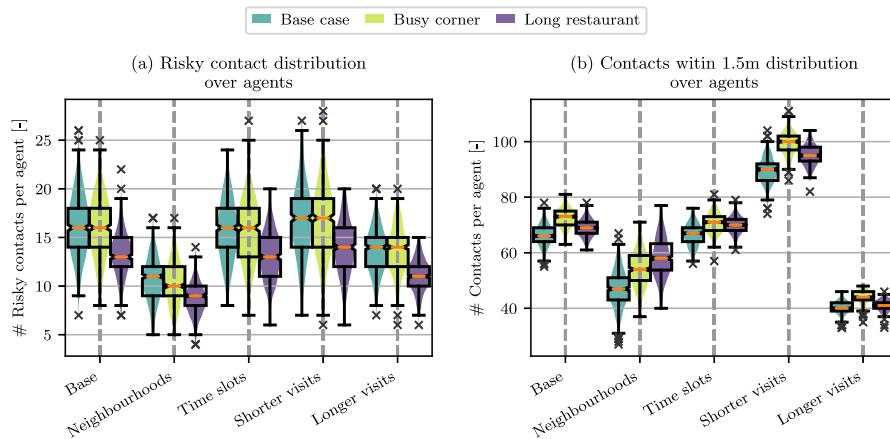 Base case
Busy corner
Long restaurant
(a) Risky contact distribution
over agents
# Risky contacts per agent [-]
25
20
15
10
5
Base
Neighbourhoods
Time slots
Shorter visits
Longer visits
(b) Contacts witin 1.5m distribution
over agents
# Contacts per agent [-]
100
80
60
40
Base
Neighbourhoods
Time slots
Shorter visits
Longer visits